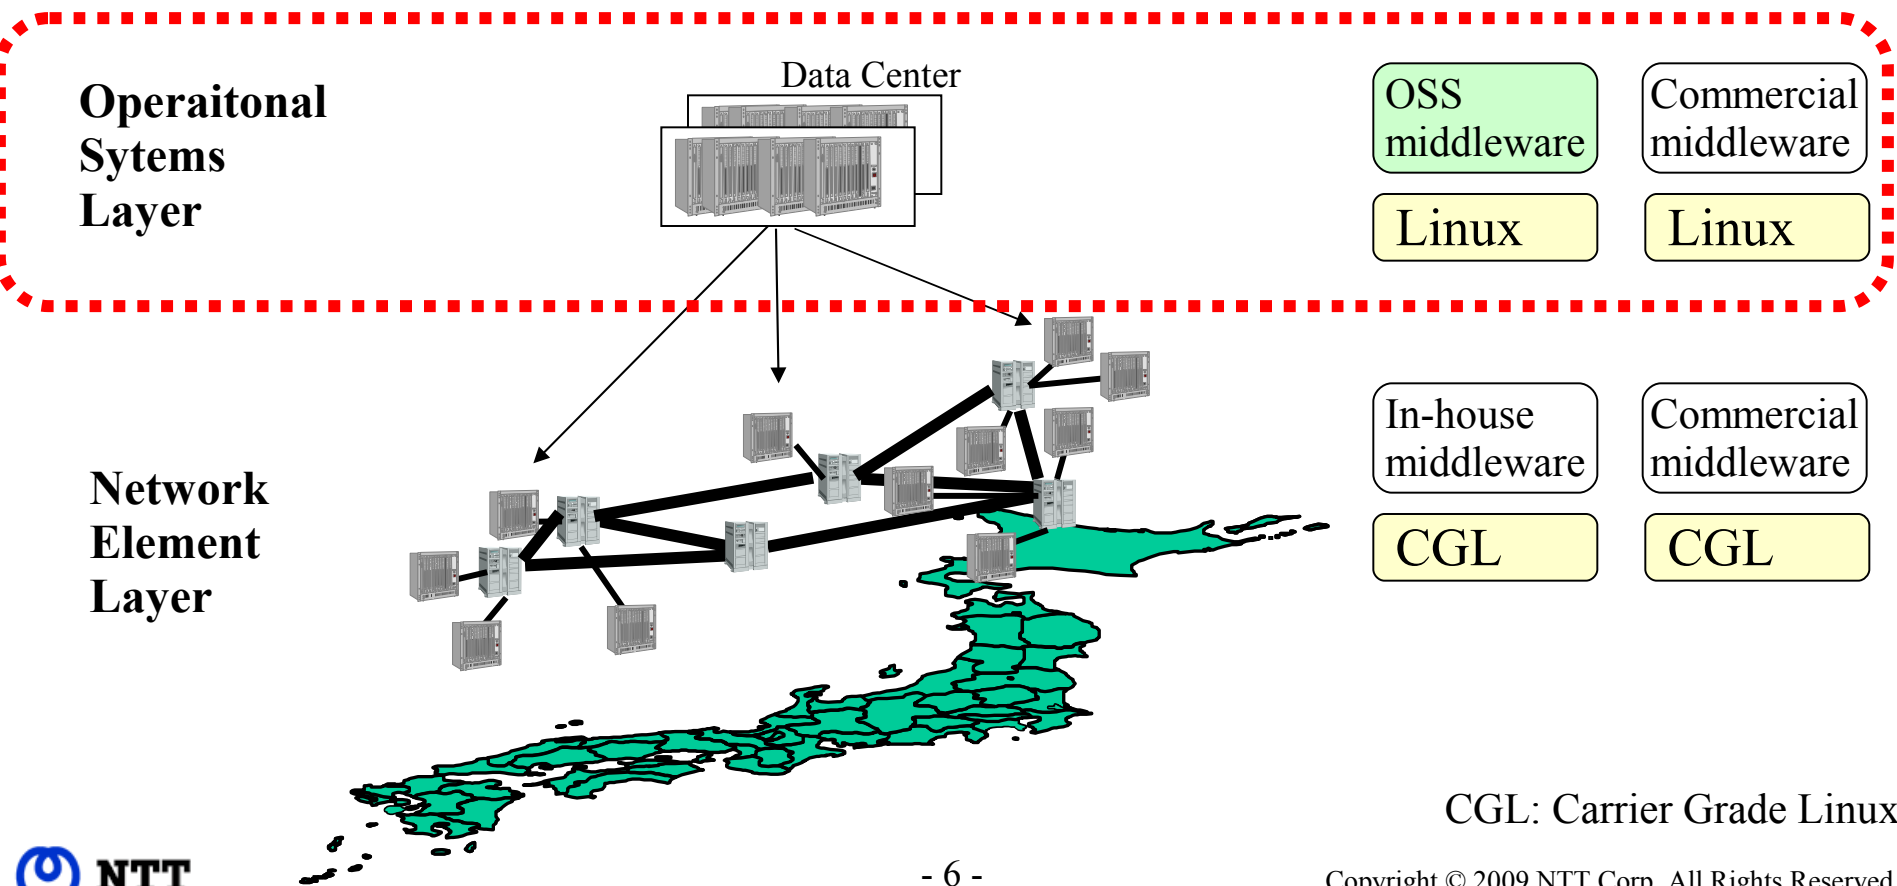 Operaitonal
Sytems
Layer
Data Center
OSS
middleware
Commercial
middleware
Linux
Linux
Network
Element
Layer
In-house
middleware
Commercial
middleware
CGL
CGL
CGL: Carrier Grade Linux
NTT
- 6 -
Copyright © 2009 NTT Corp. All Rights Reserved.